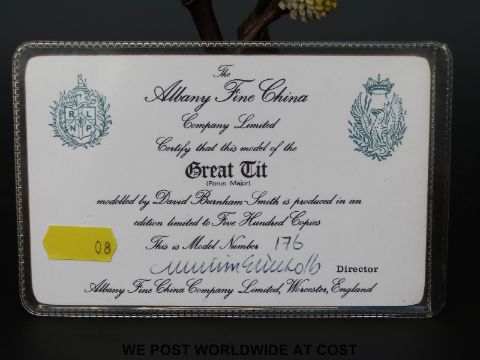 The
Albany Fine China
Company Limited
Certify that this model of the
Great Tit
(Parus Major)
modelled by David Burnham-Smith is produced in an
edition limited to Five Hundred Copies
This is Model Number 176
Director
Albany Fine China Company Limited, Worcester, England
R L
N P
08
WE POST WORLDWIDE AT COST